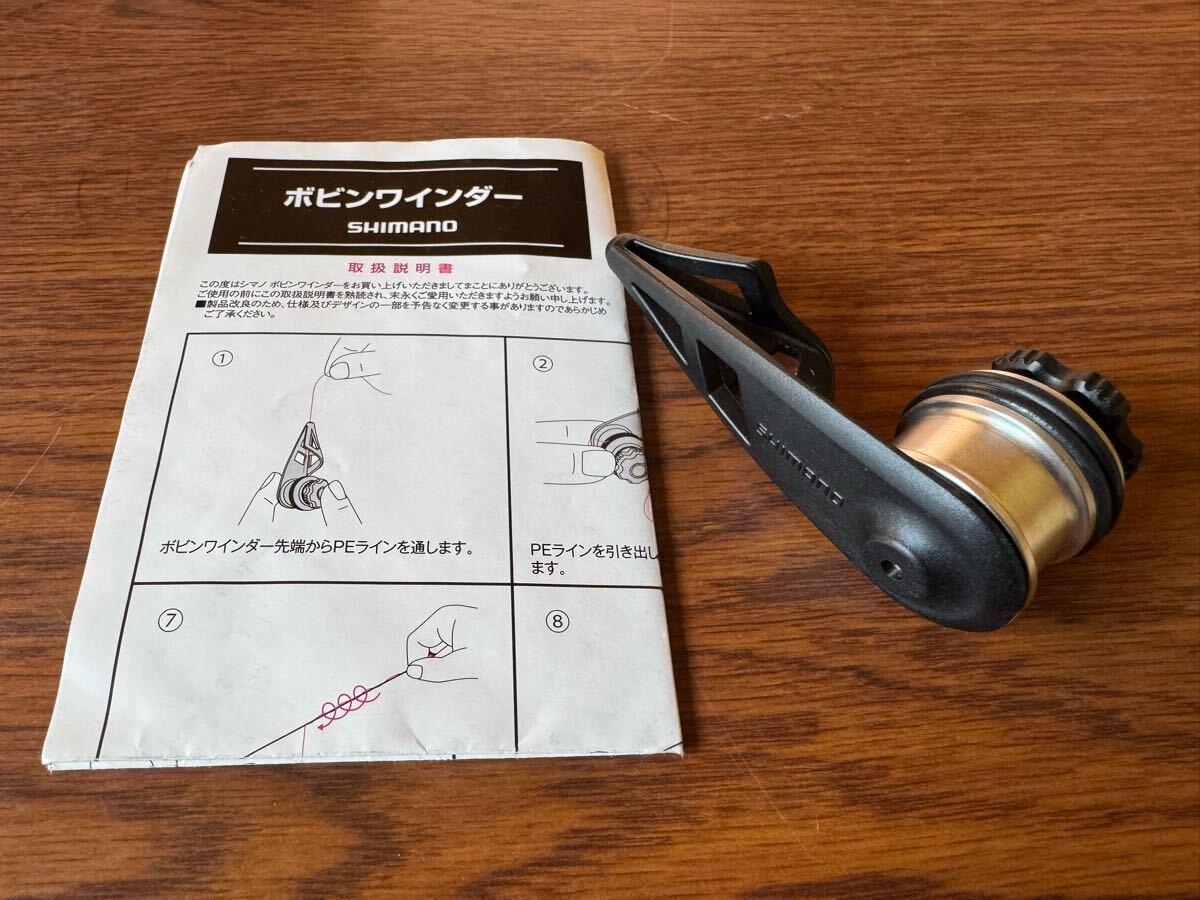 ボビンワインダー
SHIMANO
取扱説明書
この度はシマノ ボビンワインダーをお買い上げいただきましてまことにありがとうございます。
ご使用の前にこの取扱説明書を熟読され、末永くご愛用いただきますようお願い申し上げます。
■製品改良のため、仕様及びデザインの一部を予告なく変更する事がありますのであらかじめ
ご了承ください。
①
ボビンワインダー先端からPEラインを通します。
②
PEラインを引き出し
ます。
⑦
⑧
SHIMANO